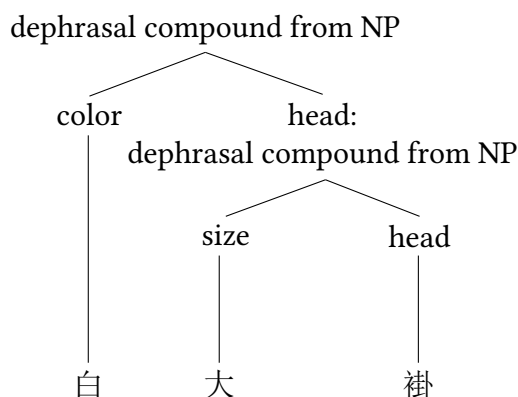 dephrasal compound from NP
color head:
dephrasal compound from NP
size head
白 大 褂